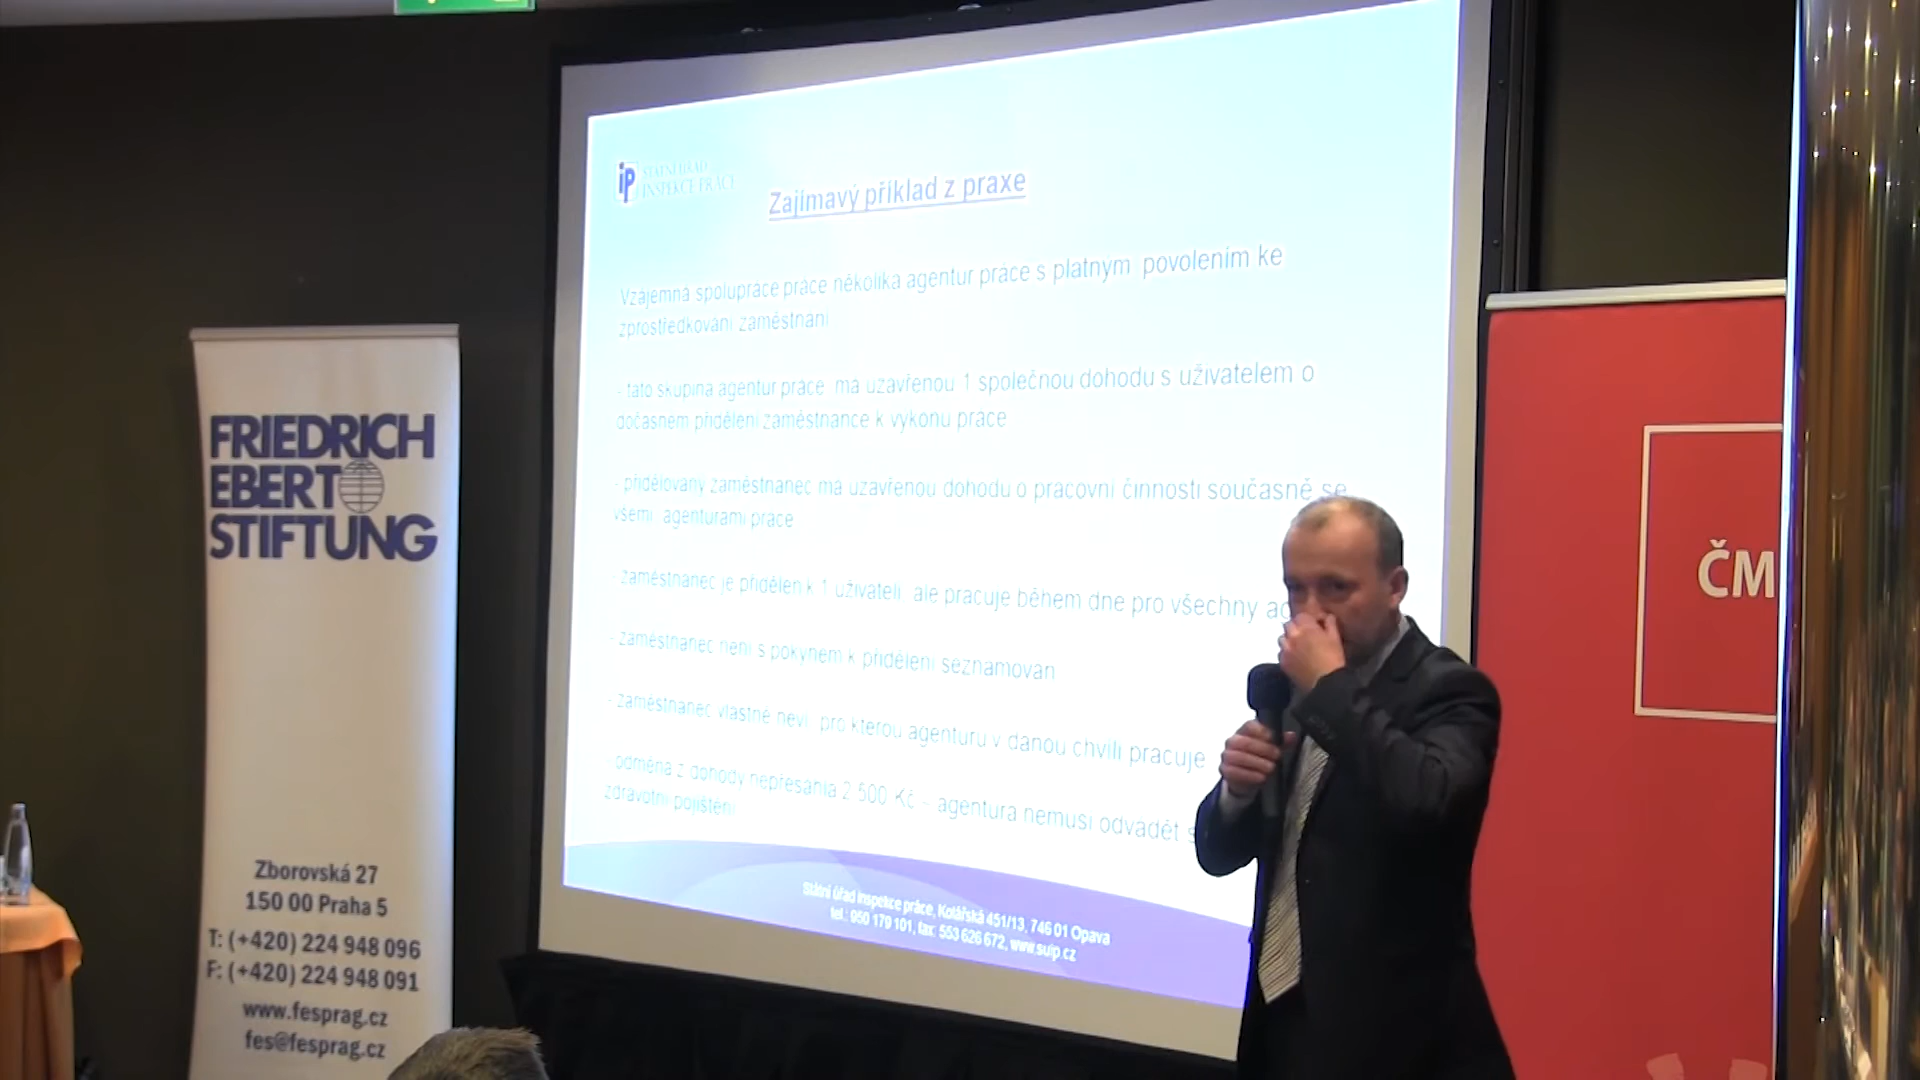 STÁTNÍ ÚŘAD
INSPEKCE PRÁCE
Zajímavý příklad z praxe
Vzájemná spolupráce práce několika agentur práce s platným povolením ke
zprostředkování zaměstnání
- tato skupina agentur práce má uzavřenou 1 společnou dohodu s uživatelem o
dočasném přidělení zaměstnance k výkonu práce
- přidělovaný zaměstnanec má uzavřenou dohodu o pracovní činnosti současně se
všemi agenturami práce
- zaměstnanec je přidělen k 1 uživateli ale pracuje během dne pro všechny
- zaměstnanec není s pokynem k přidělení seznamován
- zaměstnanec vlastně neví pro kterou agenturu v danou chvíli pracuje
- odměna z dohody nepřesáhla 2 500 Kč – agentura nemusí odvádět
zdravotní pojištění
Státní úřad inspekce práce, Kolářská 451/13, 746 01 Opava
tel.: 950 179 101, fax: 553 626 672, www.suip.cz
FRIEDRICH
EBERT
STIFTUNG
Zborovská 27
150 00 Praha 5
T: (+420) 224 948 096
F: (+420) 224 948 091
www.fesprag.cz
fes@fesprag.cz
ČM